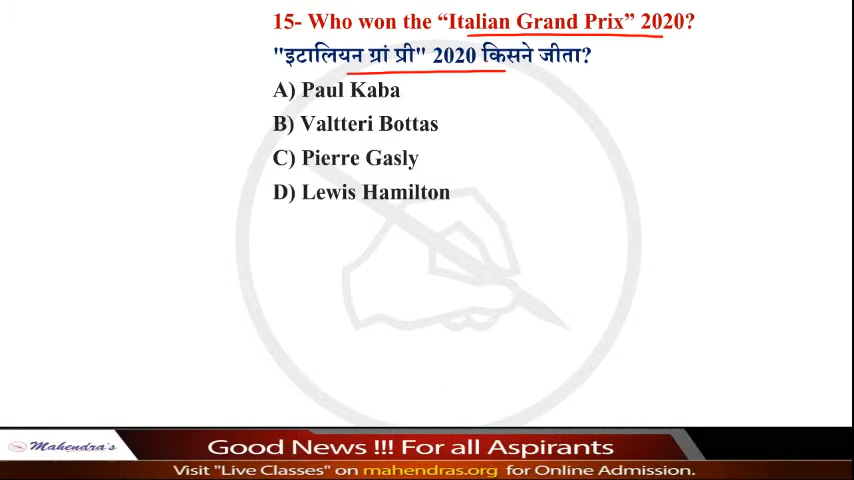 15- Who won the “Italian Grand Prix” 2020?
"इटालियन ग्रां प्री" 2020 किसने जीता?
A) Paul Kaba
B) Valtteri Bottas
C) Pierre Gasly
D) Lewis Hamilton
Mahendra's
Good News !!! For all Aspirants
Visit "Live Classes" on mahendras.org for Online Admission.